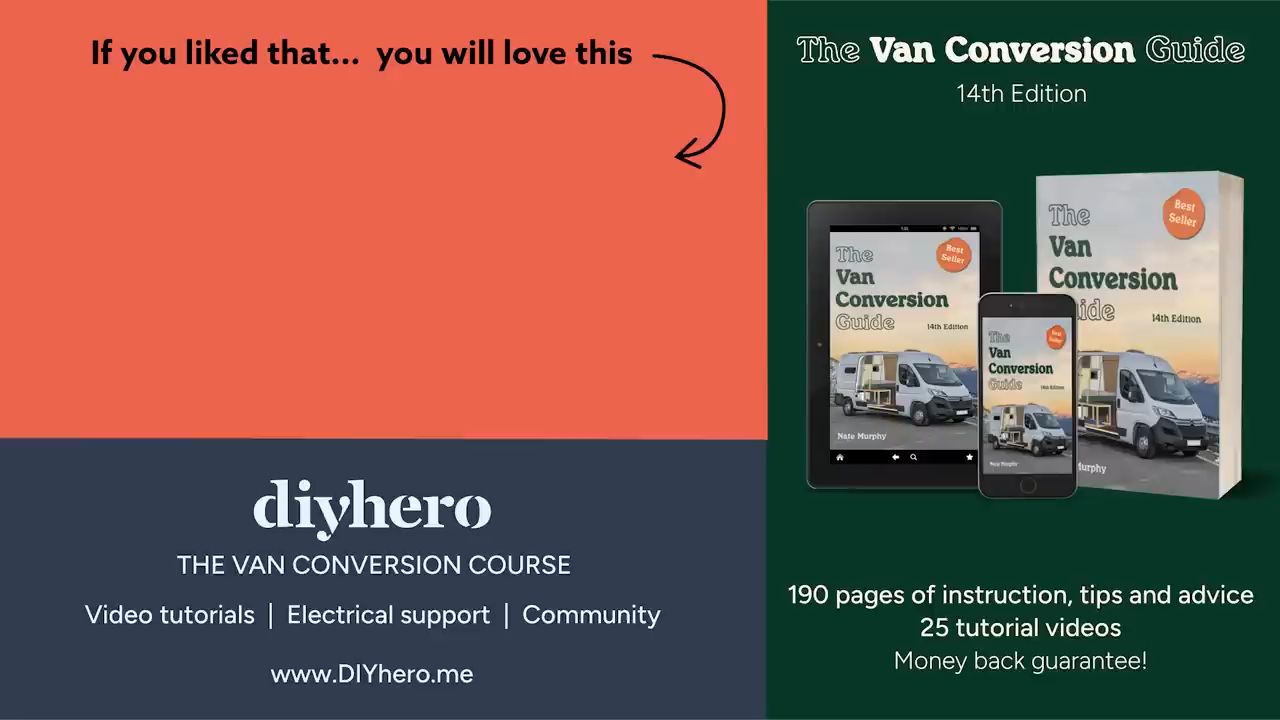 If you liked that... you will love this
The Van Conversion Guide
14th Edition
The
Van
Conversion
Guide
14th Edition
Best
Seller
Nate Murphy
The
Van
Conversion
Guide
14th Edition
Best
Seller
Nate Murphy
The
Van
Conversion
uide
14th Edition
Best
Seller
urphy
diyhero
THE VAN CONVERSION COURSE
Video tutorials | Electrical support | Community
www.DIYhero.me
190 pages of instruction, tips and advice
25 tutorial videos
Money back guarantee!